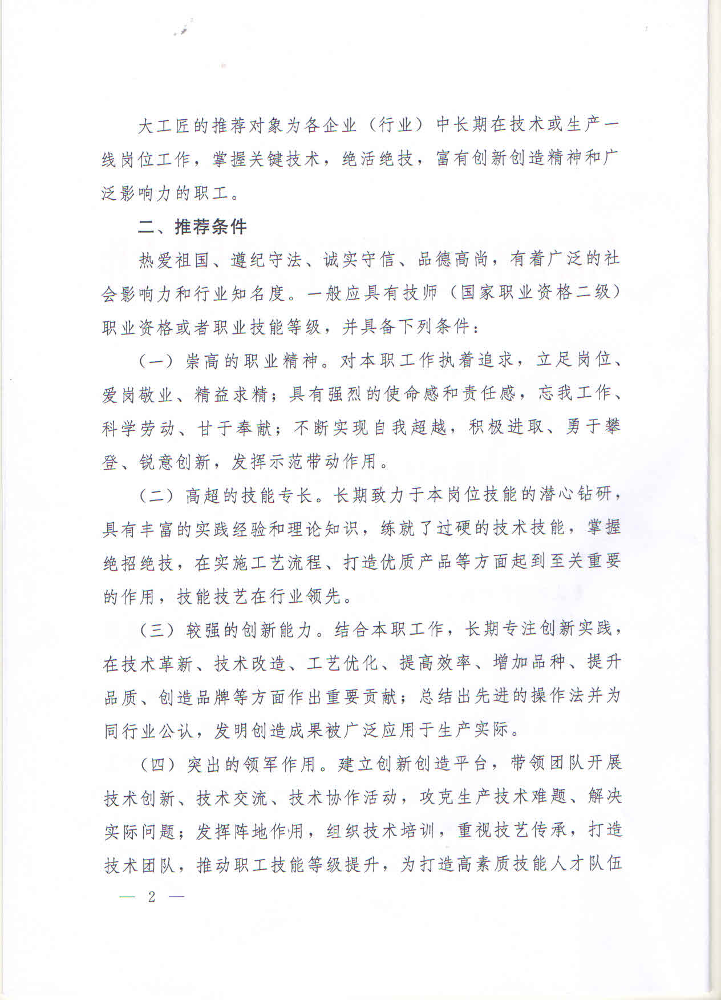 大工匠的推荐对象为各企业（行业）中长期在技术或生产一
线岗位工作，掌握关键技术，绝活绝技，富有创新创造精神和广
泛影响力的职工。
二、推荐条件
热爱祖国、遵纪守法、诚实守信、品德高尚，有着广泛的社
会影响力和行业知名度。一般应具有技师（国家职业资格二级）
职业资格或者职业技能等级，并具备下列条件：
（一）崇高的职业精神。对本职工作执着追求，立足岗位、
爱岗敬业、精益求精；具有强烈的使命感和责任感，忘我工作、
科学劳动、甘于奉献；不断实现自我超越，积极进取、勇于攀
登、锐意创新，发挥示范带动作用。
（二）高超的技能专长。长期致力于本岗位技能的潜心钻研，
具有丰富的实践经验和理论知识，练就了过硬的技术技能，掌握
绝招绝技，在实施工艺流程、打造优质产品等方面起到至关重要
的作用，技能技艺在行业领先。
（三）较强的创新能力。结合本职工作，长期专注创新实践，
在技术革新、技术改造、工艺优化、提高效率、增加品种、提升
品质、创造品牌等方面作出重要贡献；总结出先进的操作法并为
同行业公认，发明创造成果被广泛应用于生产实际。
（四）突出的领军作用。建立创新创造平台，带领团队开展
技术创新、技术交流、技术协作活动，攻克生产技术难题、解决
实际问题；发挥阵地作用，组织技术培训，重视技艺传承，打造
技术团队，推动职工技能等级提升，为打造高素质技能人才队伍
— 2 —